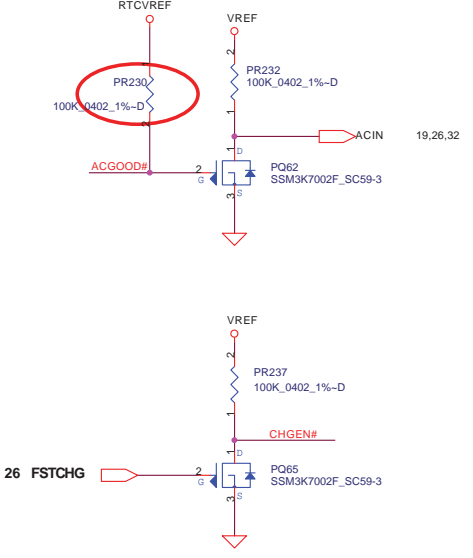 RTCVREF
VREF
1
PR230
100K_0402_1%~D
2
2
PR232
100K_0402_1%~D
1
ACIN 19,26,32
ACGOOD#
2
G
1
D
3
S
PQ62
SSM3K7002F_SC59-3
VREF
2
PR237
100K_0402_1%~D
1
CHGEN#
26 FSTCHG
2
G
1
D
3
S
PQ65
SSM3K7002F_SC59-3